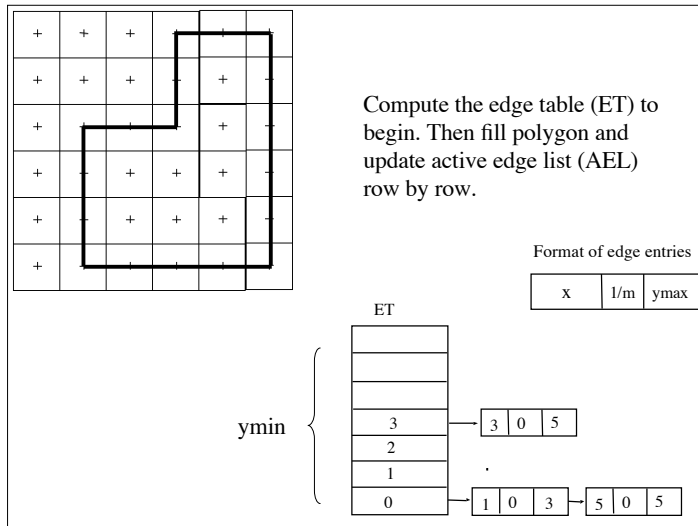 Compute the edge table (ET) to
begin. Then fill polygon and
update active edge list (AEL)
row by row.
Format of edge entries
x 1/m ymax
ET
ymin
3 3 0 5
2
1
0 1 0 3 5 0 5